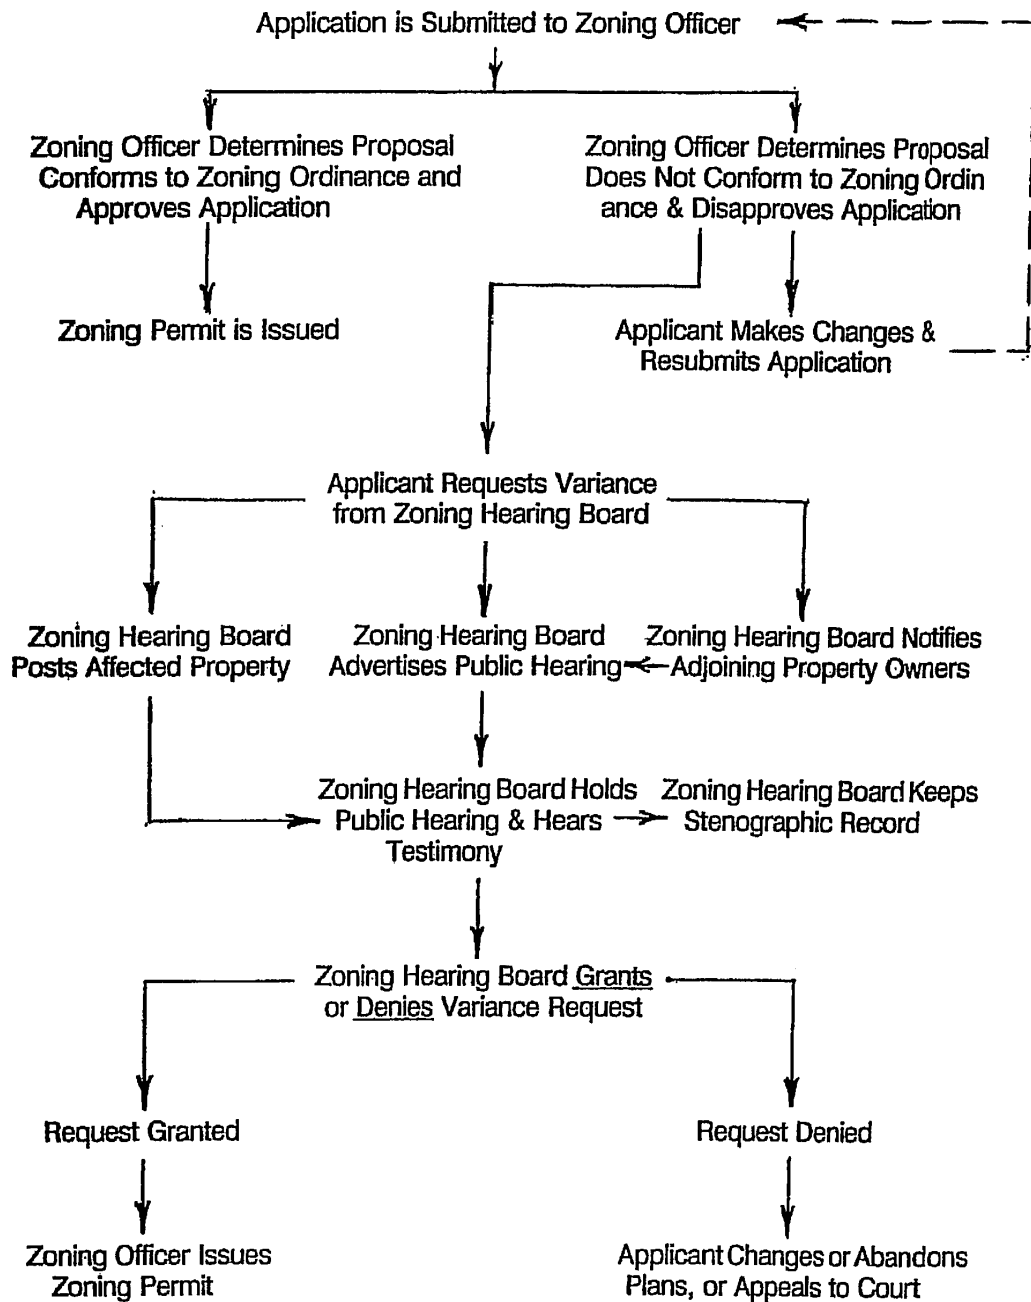 Application is Submitted to Zoning Officer
Zoning Officer Determines Proposal
Conforms to Zoning Ordinance and
Approves Application
Zoning Officer Determines Proposal
Does Not Conform to Zoning Ordin
ance & Disapproves Application
Zoning Permit is Issued
Applicant Makes Changes &
Resubmits Application
Applicant Requests Variance
from Zoning Hearing Board
Zoning Hearing Board
Posts Affected Property
Zoning Hearing Board
Advertises Public Hearing
Zoning Hearing Board Notifies
Adjoining Property Owners
Zoning Hearing Board Holds
Public Hearing & Hears
Testimony
Zoning Hearing Board Keeps
Stenographic Record
Zoning Hearing Board Grants
or Denies Variance Request
Request Granted
Request Denied
Zoning Officer Issues
Zoning Permit
Applicant Changes or Abandons
Plans, or Appeals to Court